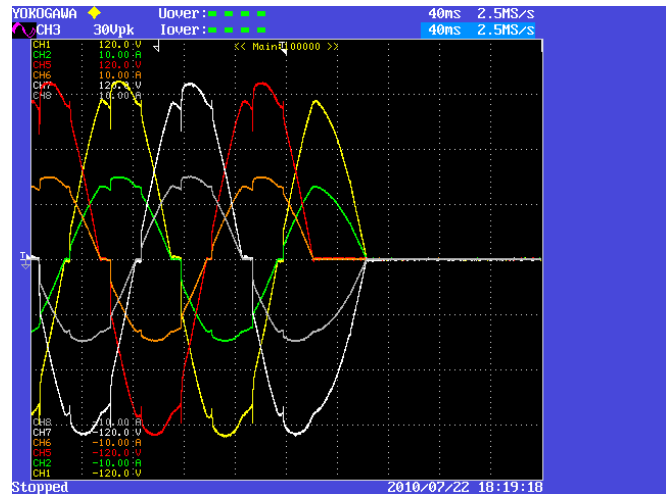 YOKOGAWA Uover: 40ms 2.5MS/s
CH3 30Vpk Iover: 40ms 2.5MS/s
<< Main:100000 >>
CH1 120.0 V
CH2 10.00 A
CH5 120.0 V
CH6 10.00 A
CH7 120.0 V
CH8 10.00 A
T
CH8 -10.00 A
CH7 -120.0 V
CH6 -10.00 A
CH5 -120.0 V
CH2 -10.00 A
CH1 -120.0 V
Stopped 2010/07/22 18:19:18